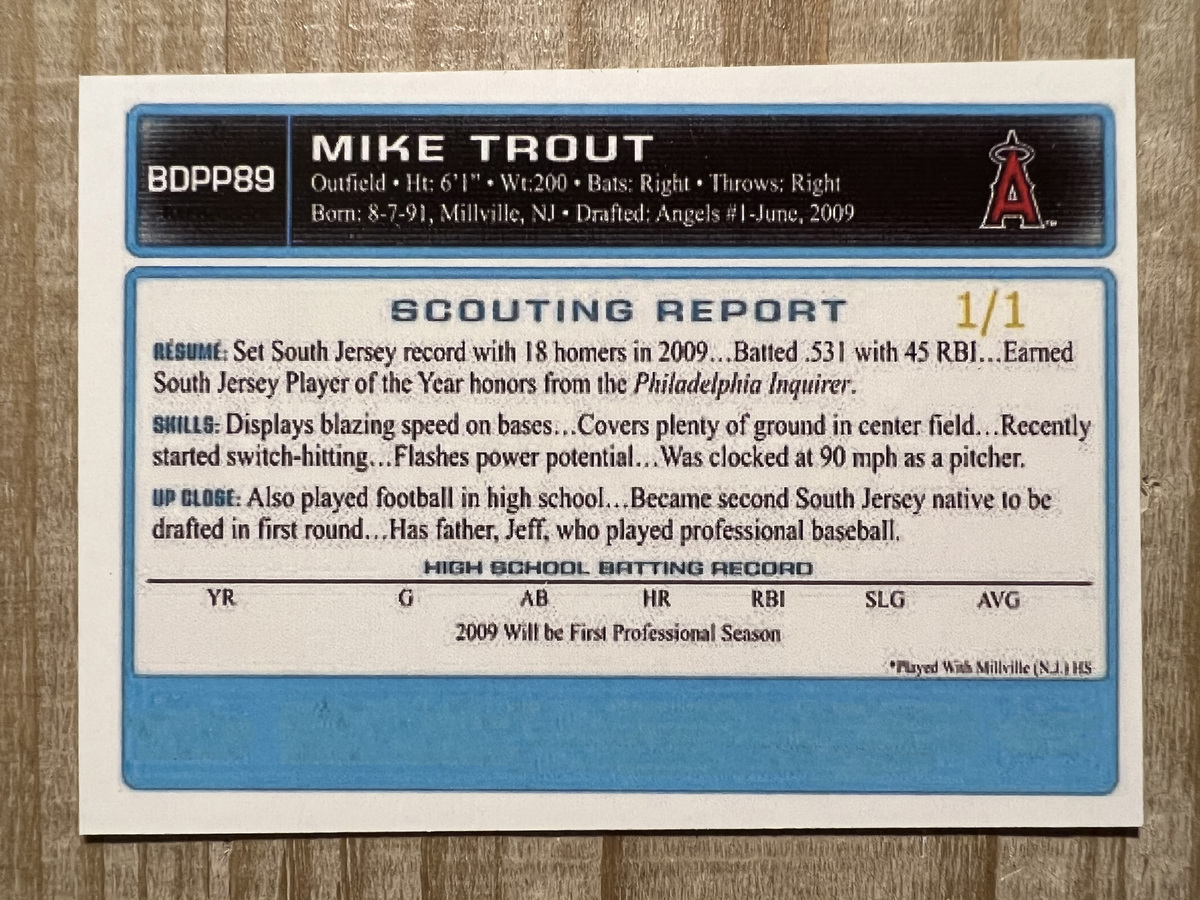 BDPP89
MIKE TROUT
Outfield • Ht: 6'1" • Wt:200 • Bats: Right • Throws: Right
Born: 8-7-91, Millville, NJ • Drafted: Angels #1-June, 2009
A
SCOUTING REPORT 1/1
RÉSUMÉ: Set South Jersey record with 18 homers in 2009...Batted .531 with 45 RBI...Earned
South Jersey Player of the Year honors from the Philadelphia Inquirer.
SKILLS: Displays blazing speed on bases...Covers plenty of ground in center field...Recently
started switch-hitting...Flashes power potential...Was clocked at 90 mph as a pitcher.
UP CLOSE: Also played football in high school...Became second South Jersey native to be
drafted in first round...Has father, Jeff, who played professional baseball.
HIGH SCHOOL BATTING RECORD
YR G AB HR RBI SLG AVG
2009 Will be First Professional Season
*Played With Millville (N.J.) HS